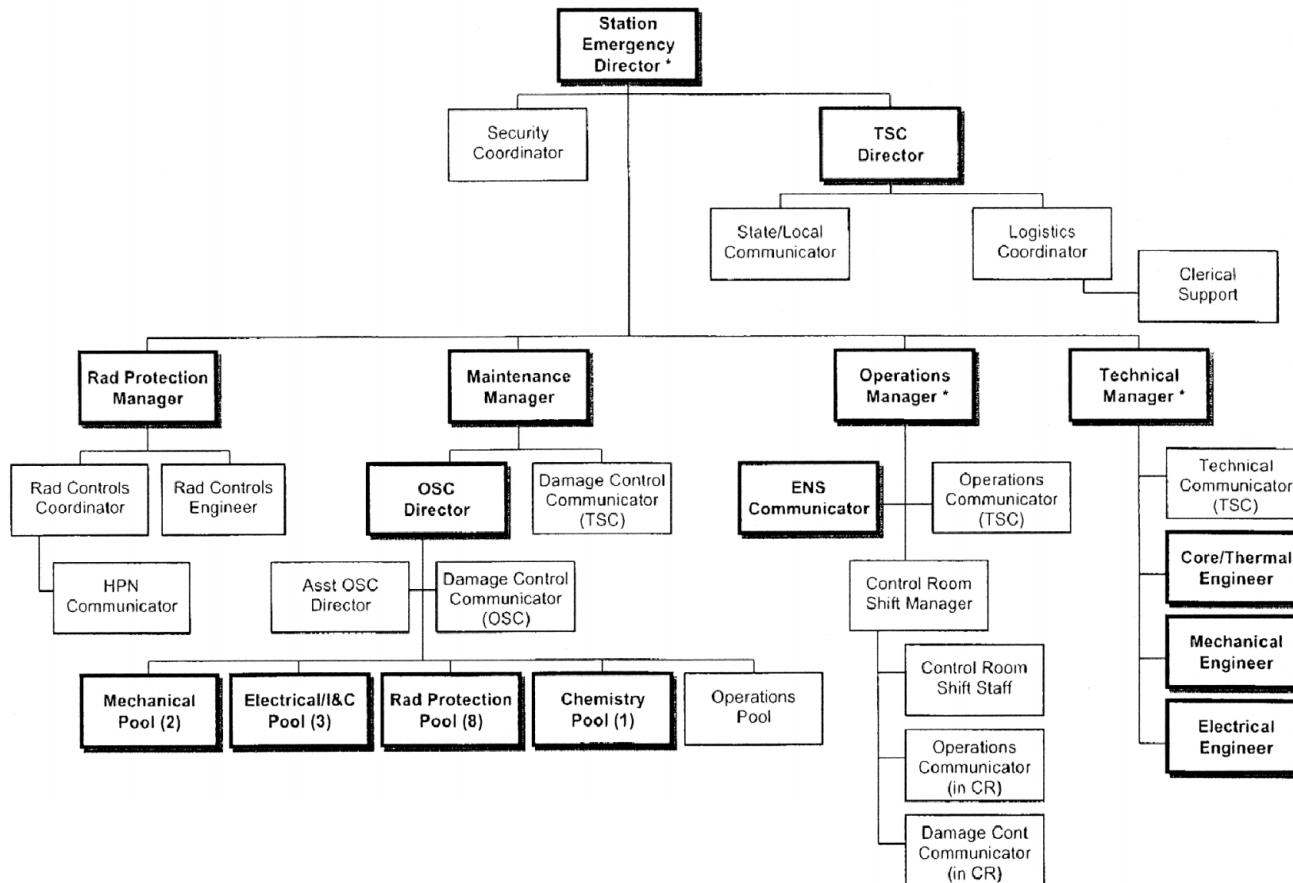 Station
Emergency
Director *
Security
Coordinator
TSC
Director
State/Local
Communicator
Logistics
Coordinator
Clerical
Support
Rad Protection
Manager
Maintenance
Manager
Operations
Manager *
Technical
Manager *
Rad Controls
Coordinator
Rad Controls
Engineer
OSC
Director
Damage Control
Communicator
(TSC)
ENS
Communicator
Operations
Communicator
(TSC)
Technical
Communicator
(TSC)
HPN
Communicator
Asst OSC
Director
Damage Control
Communicator
(OSC)
Control Room
Shift Manager
Core/Thermal
Engineer
Mechanical
Pool (2)
Electrical/I&C
Pool (3)
Rad Protection
Pool (8)
Chemistry
Pool (1)
Operations
Pool
Control Room
Shift Staff
Mechanical
Engineer
Operations
Communicator
(in CR)
Electrical
Engineer
Damage Cont
Communicator
(in CR)